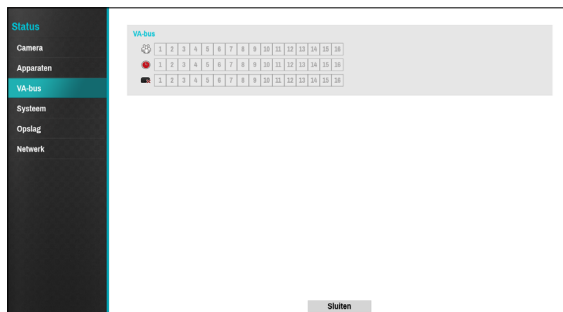 Status
Camera
Apparaten
VA-bus
Systeem
Opslag
Netwerk
VA-bus
1 2 3 4 5 6 7 8 9 10 11 12 13 14 15 16
1 2 3 4 5 6 7 8 9 10 11 12 13 14 15 16
1 2 3 4 5 6 7 8 9 10 11 12 13 14 15 16
Sluiten